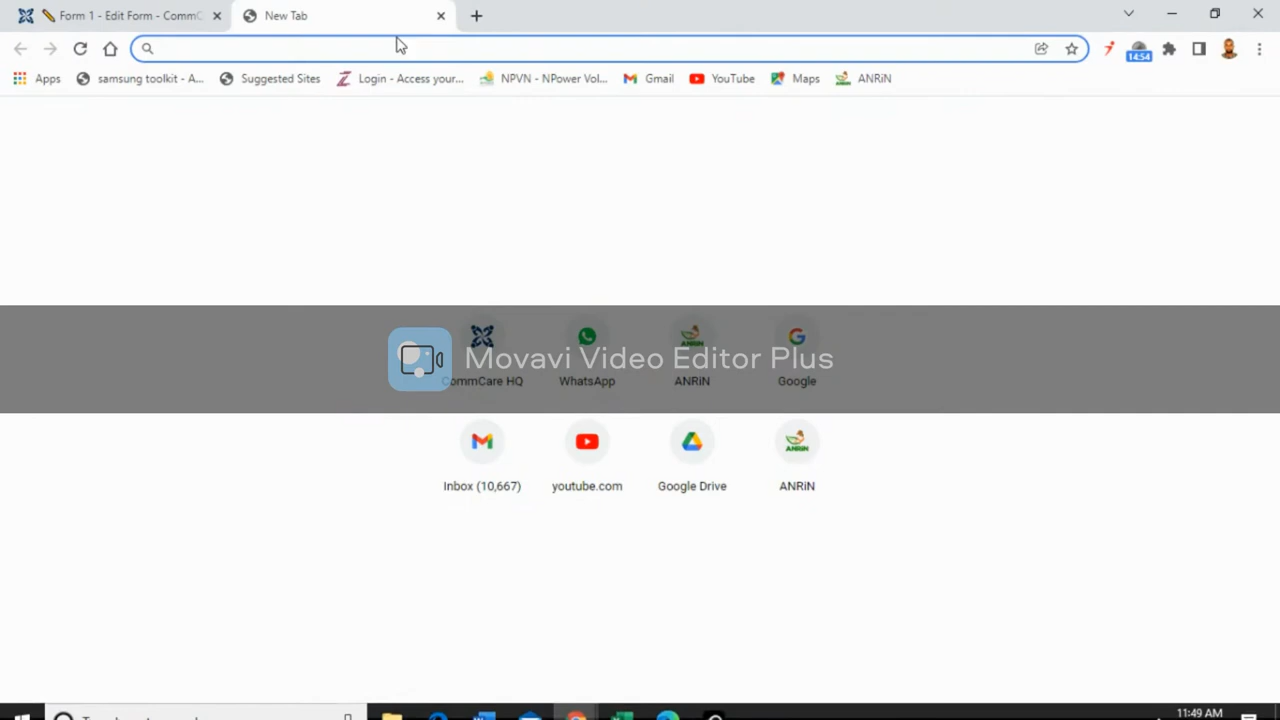 Form 1 - Edit Form - CommC
New Tab
14:54
Apps
samsung toolkit - A...
Suggested Sites
Login - Access your...
NPVN - NPower Vol...
Gmail
YouTube
Maps
ANRiN
Movavi Video Editor Plus
CommCare HQ
WhatsApp
ANRiN
Google
Inbox (10,667)
youtube.com
Google Drive
ANRiN
11:49 AM